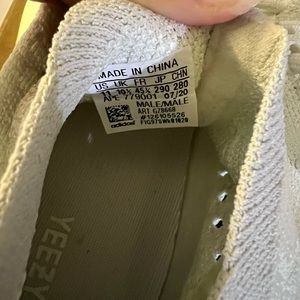 MADE IN CHINA
US UK FR JP CHN
11 10½ 45⅓ 290 280
APE 779001 07/20
MALE/MALE
ART GZ8668
#126105526
adidas
YEEZY